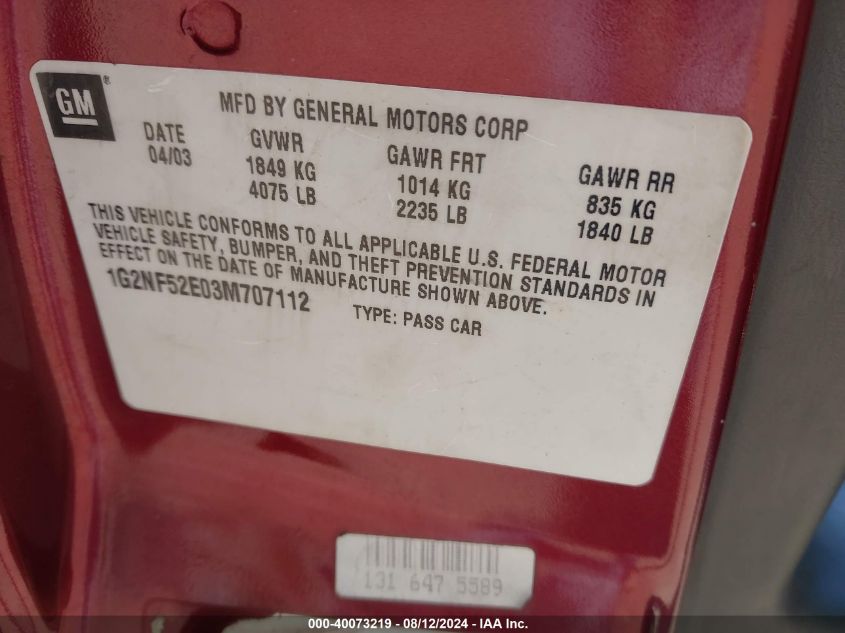 GM®
MFD BY GENERAL MOTORS CORP
DATE GVWR GAWR FRT GAWR RR
04/03 1849 KG 1014 KG 835 KG
4075 LB 2235 LB 1840 LB
THIS VEHICLE CONFORMS TO ALL APPLICABLE U.S. FEDERAL MOTOR
VEHICLE SAFETY, BUMPER, AND THEFT PREVENTION STANDARDS IN
EFFECT ON THE DATE OF MANUFACTURE SHOWN ABOVE.
1G2NF52E03M707112 TYPE: PASS CAR
131 647 5589
000-40073219 - 08/12/2024 - IAA Inc.